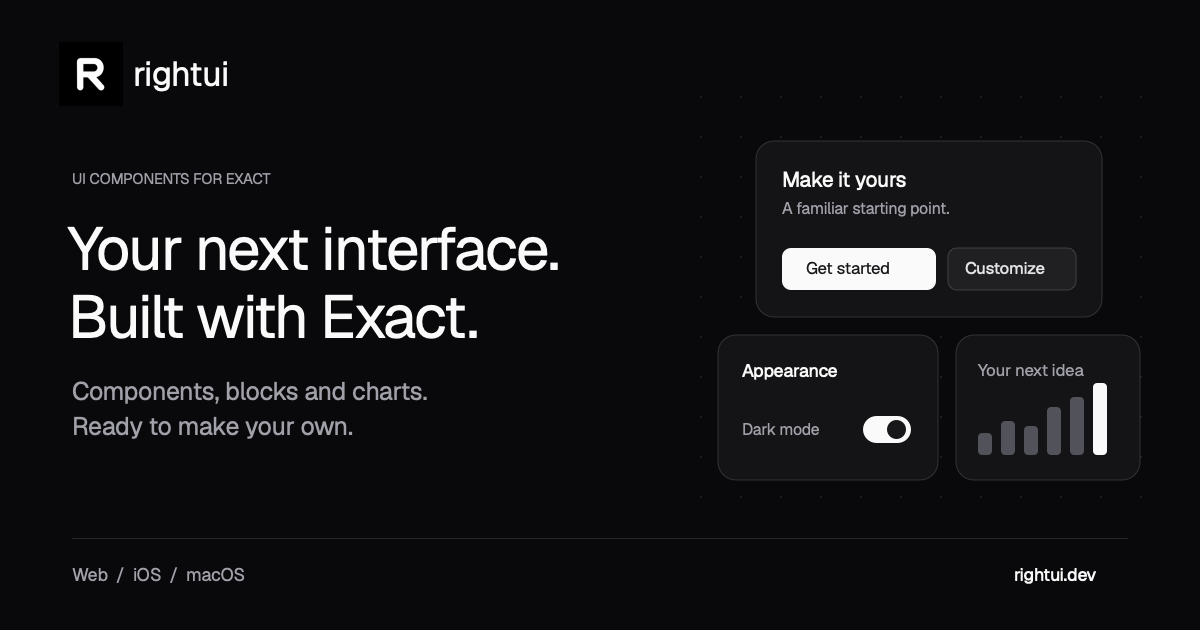 R rightui
UI COMPONENTS FOR EXACT
Your next interface.
Built with Exact.
Components, blocks and charts.
Ready to make your own.
Make it yours
A familiar starting point.
Get started
Customize
Appearance
Dark mode
Your next idea
Web / iOS / macOS
rightui.dev